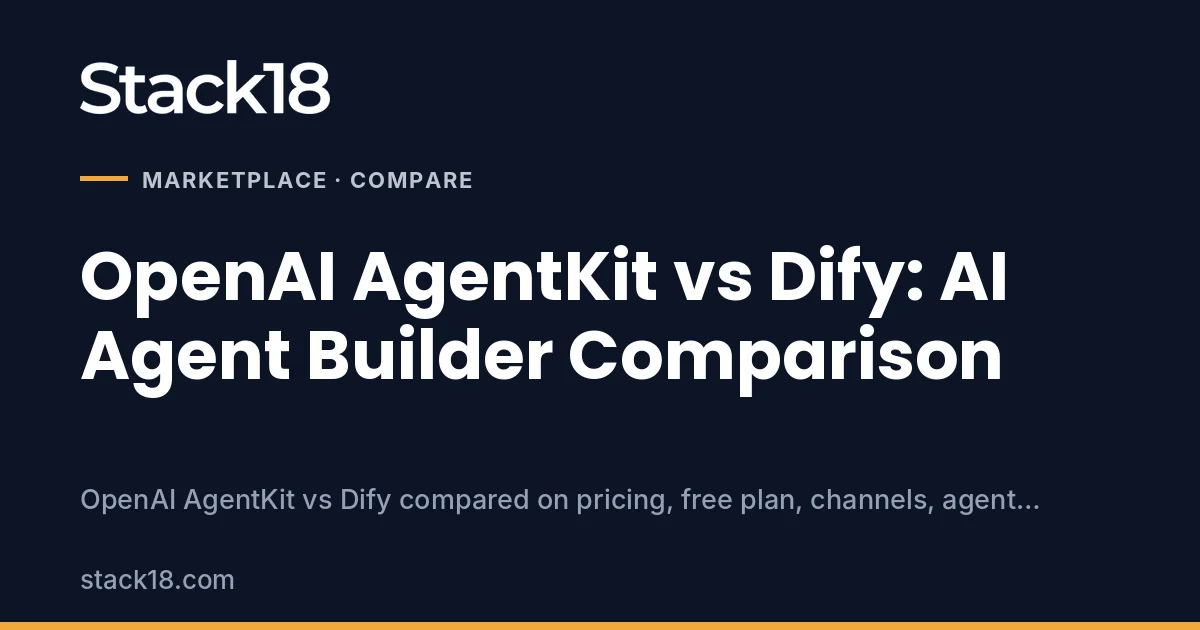 Stack18
MARKETPLACE · COMPARE
OpenAI AgentKit vs Dify: AI
Agent Builder Comparison
OpenAI AgentKit vs Dify compared on pricing, free plan, channels, agent...
stack18.com